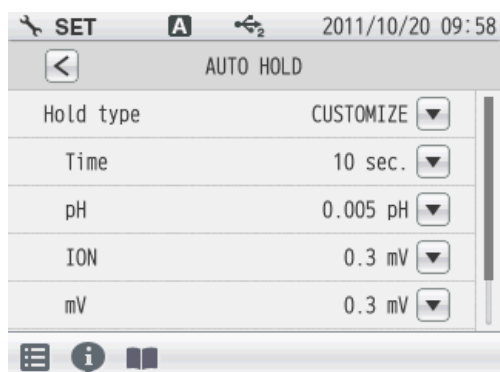 SET A 2 2011/10/20 09:58
AUTO HOLD
Hold type CUSTOMIZE
Time 10 sec.
pH 0.005 pH
ION 0.3 mV
mV 0.3 mV